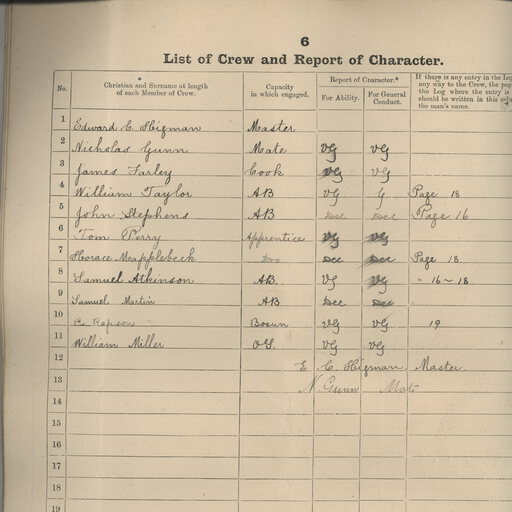 6
List of Crew and Report of Character.
No.
* Christian and Surname at length of each Member of Crew.
Capacity in which engaged.
Report of Character.*
For Ability.
For General Conduct.
If there is any entry in the Log
any way to the Crew, the page
the Log where the entry is
should be written in this colu
the man's name.
1 Edward C. Higman Master
2 Nicholas Gunn Mate VG VG
3 James Farley Cook VG VG
4 William Taylor AB VG G Page 18
5 John Stephens AB Dec Dec Page 16
6 Tom Perry Apprentice VG VG
7 Horace Mapplebeck Do Dec Dec Page 18
8 Samuel Atkinson AB. VG VG " 16~18
9 Samuel Martin AB Dec Dec
10 R. Rapson Bosun VG VG 19
11 William Miller OS. VG VG
12 E. C. Higman. Master
13 N Gunn Mate
14
15
16
17
18
19